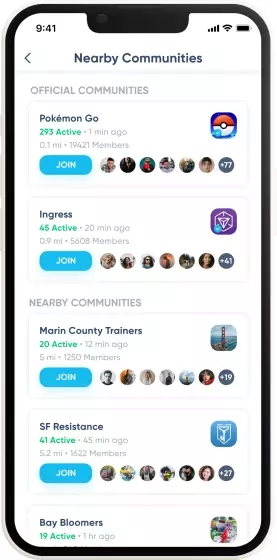 9:41
Nearby Communities
OFFICIAL COMMUNITIES
Pokémon Go
293 Active • 1 min ago
0.1 mi • 19421 Members
JOIN +77
Ingress
45 Active • 20 min ago
0.9 mi • 5608 Members
JOIN +41
NEARBY COMMUNITIES
Marin County Trainers
20 Active • 12 min ago
5 mi • 1250 Members
JOIN +19
SF Resistance
41 Active • 45 min ago
5.2 mi • 1622 Members
JOIN +27
Bay Bloomers
19 Active • 1 hr ago